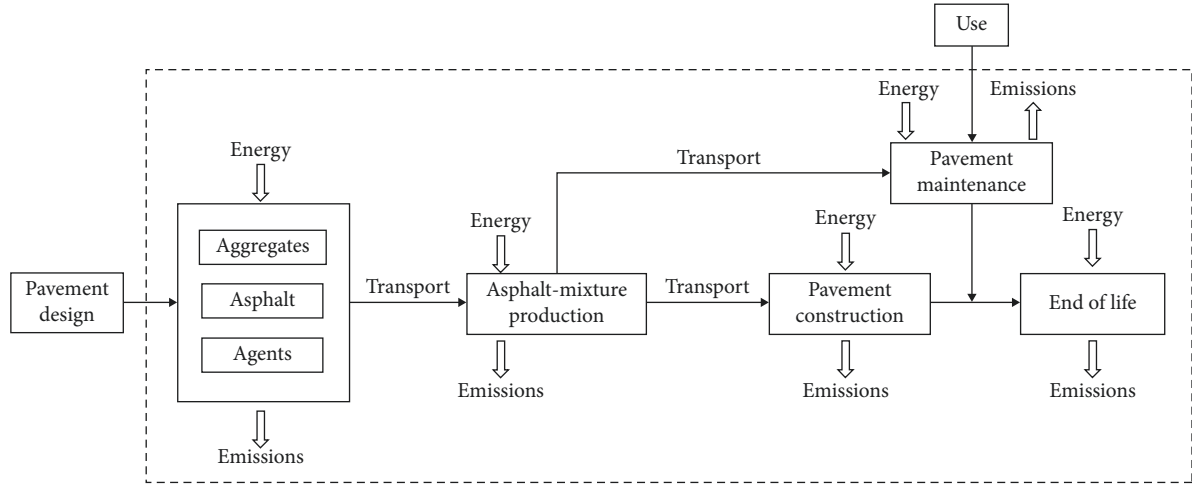 Use
Energy
Emissions
Energy
Transport
Pavement
maintenance
Aggregates
Energy
Energy
Energy
Pavement
design
Asphalt
Transport
Asphalt-mixture
production
Transport
Pavement
construction
End of life
Agents
Emissions
Emissions
Emissions
Emissions